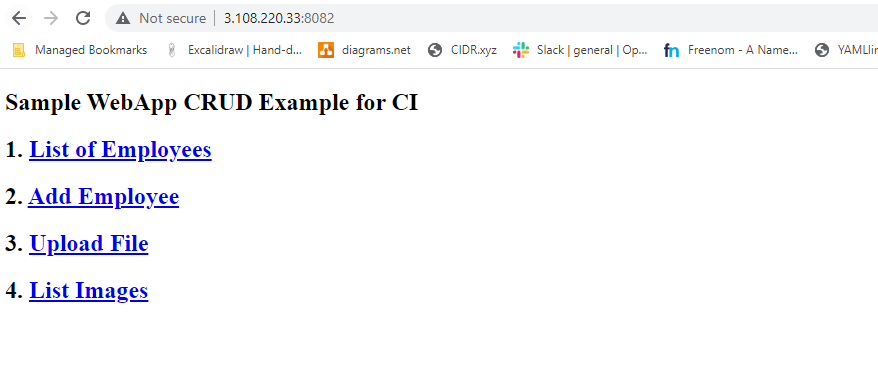 Not secure | 3.108.220.33:8082
Managed Bookmarks Excalidraw | Hand-d... diagrams.net CIDR.xyz Slack | general | Op... fn Freenom - A Name... YAMLlin
Sample WebApp CRUD Example for CI
1. List of Employees
2. Add Employee
3. Upload File
4. List Images